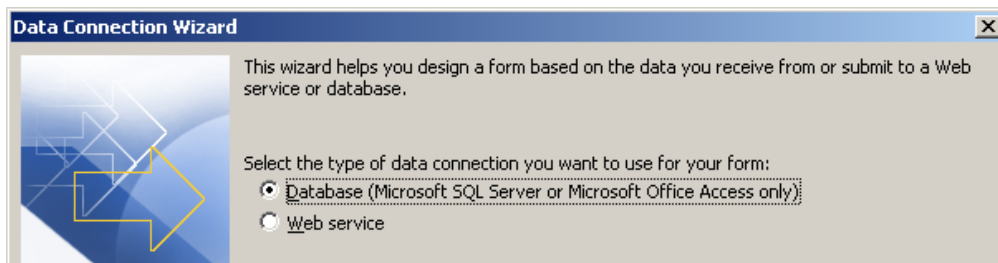 Data Connection Wizard
This wizard helps you design a form based on the data you receive from or submit to a Web
service or database.
Select the type of data connection you want to use for your form:
Database (Microsoft SQL Server or Microsoft Office Access only)
Web service